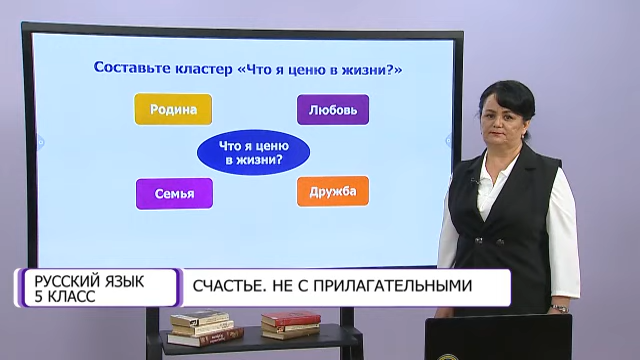 Составьте кластер «Что я ценю в жизни?»
Родина
Любовь
Что я ценю
в жизни?
Семья
Дружба
РУССКИЙ ЯЗЫК
5 КЛАСС
СЧАСТЬЕ. НЕ С ПРИЛАГАТЕЛЬНЫМИ